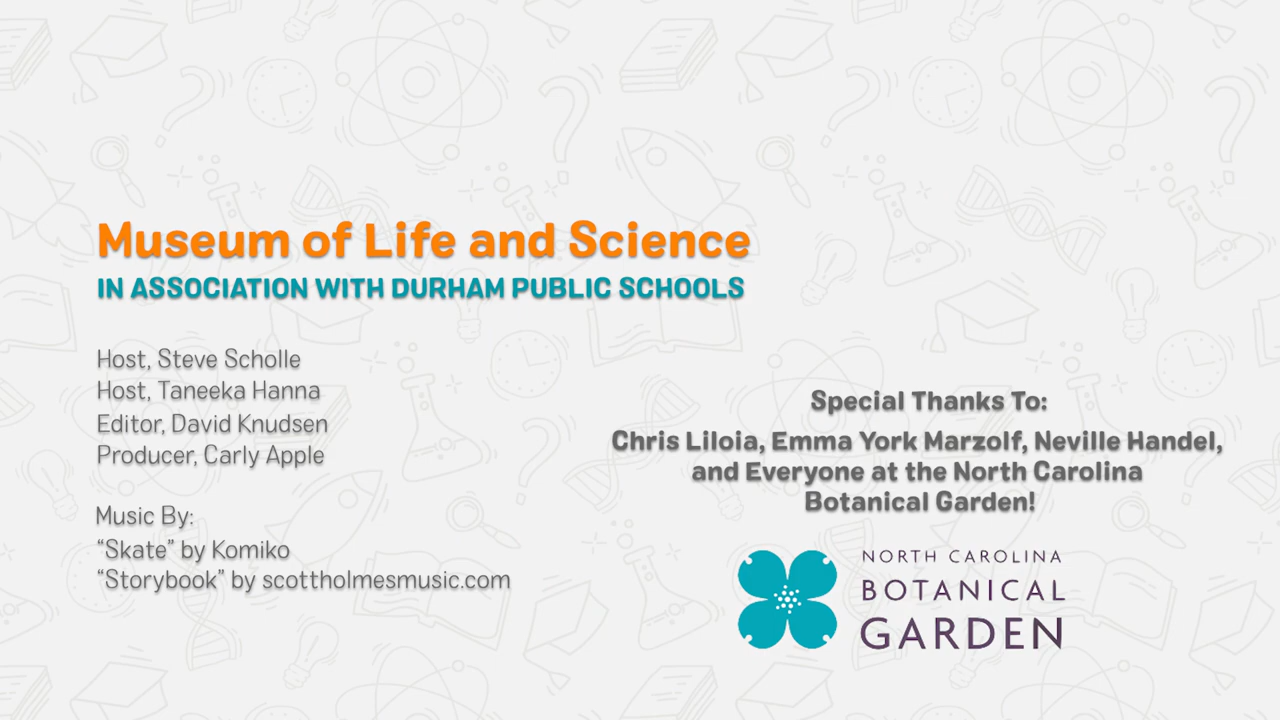 Museum of Life and Science
IN ASSOCIATION WITH DURHAM PUBLIC SCHOOLS
Host, Steve Scholle
Host, Taneeka Hanna
Editor, David Knudsen
Producer, Carly Apple
Music By:
“Skate” by Komiko
“Storybook” by scottholmesmusic.com
Special Thanks To:
Chris Liloia, Emma York Marzolf, Neville Handel,
and Everyone at the North Carolina
Botanical Garden!
NORTH CAROLINA
BOTANICAL
GARDEN